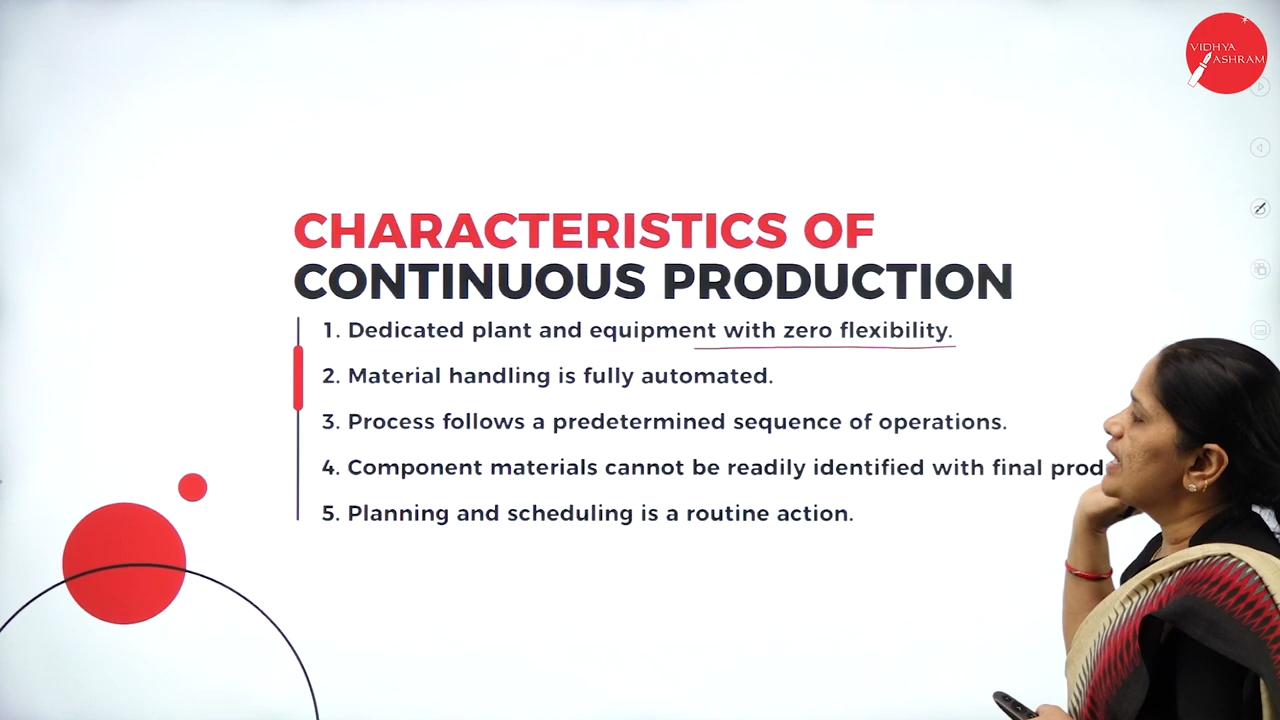 VIDHYA
ASHRAM
CHARACTERISTICS OF
CONTINUOUS PRODUCTION
1. Dedicated plant and equipment with zero flexibility.
2. Material handling is fully automated.
3. Process follows a predetermined sequence of operations.
4. Component materials cannot be readily identified with final prod
5. Planning and scheduling is a routine action.